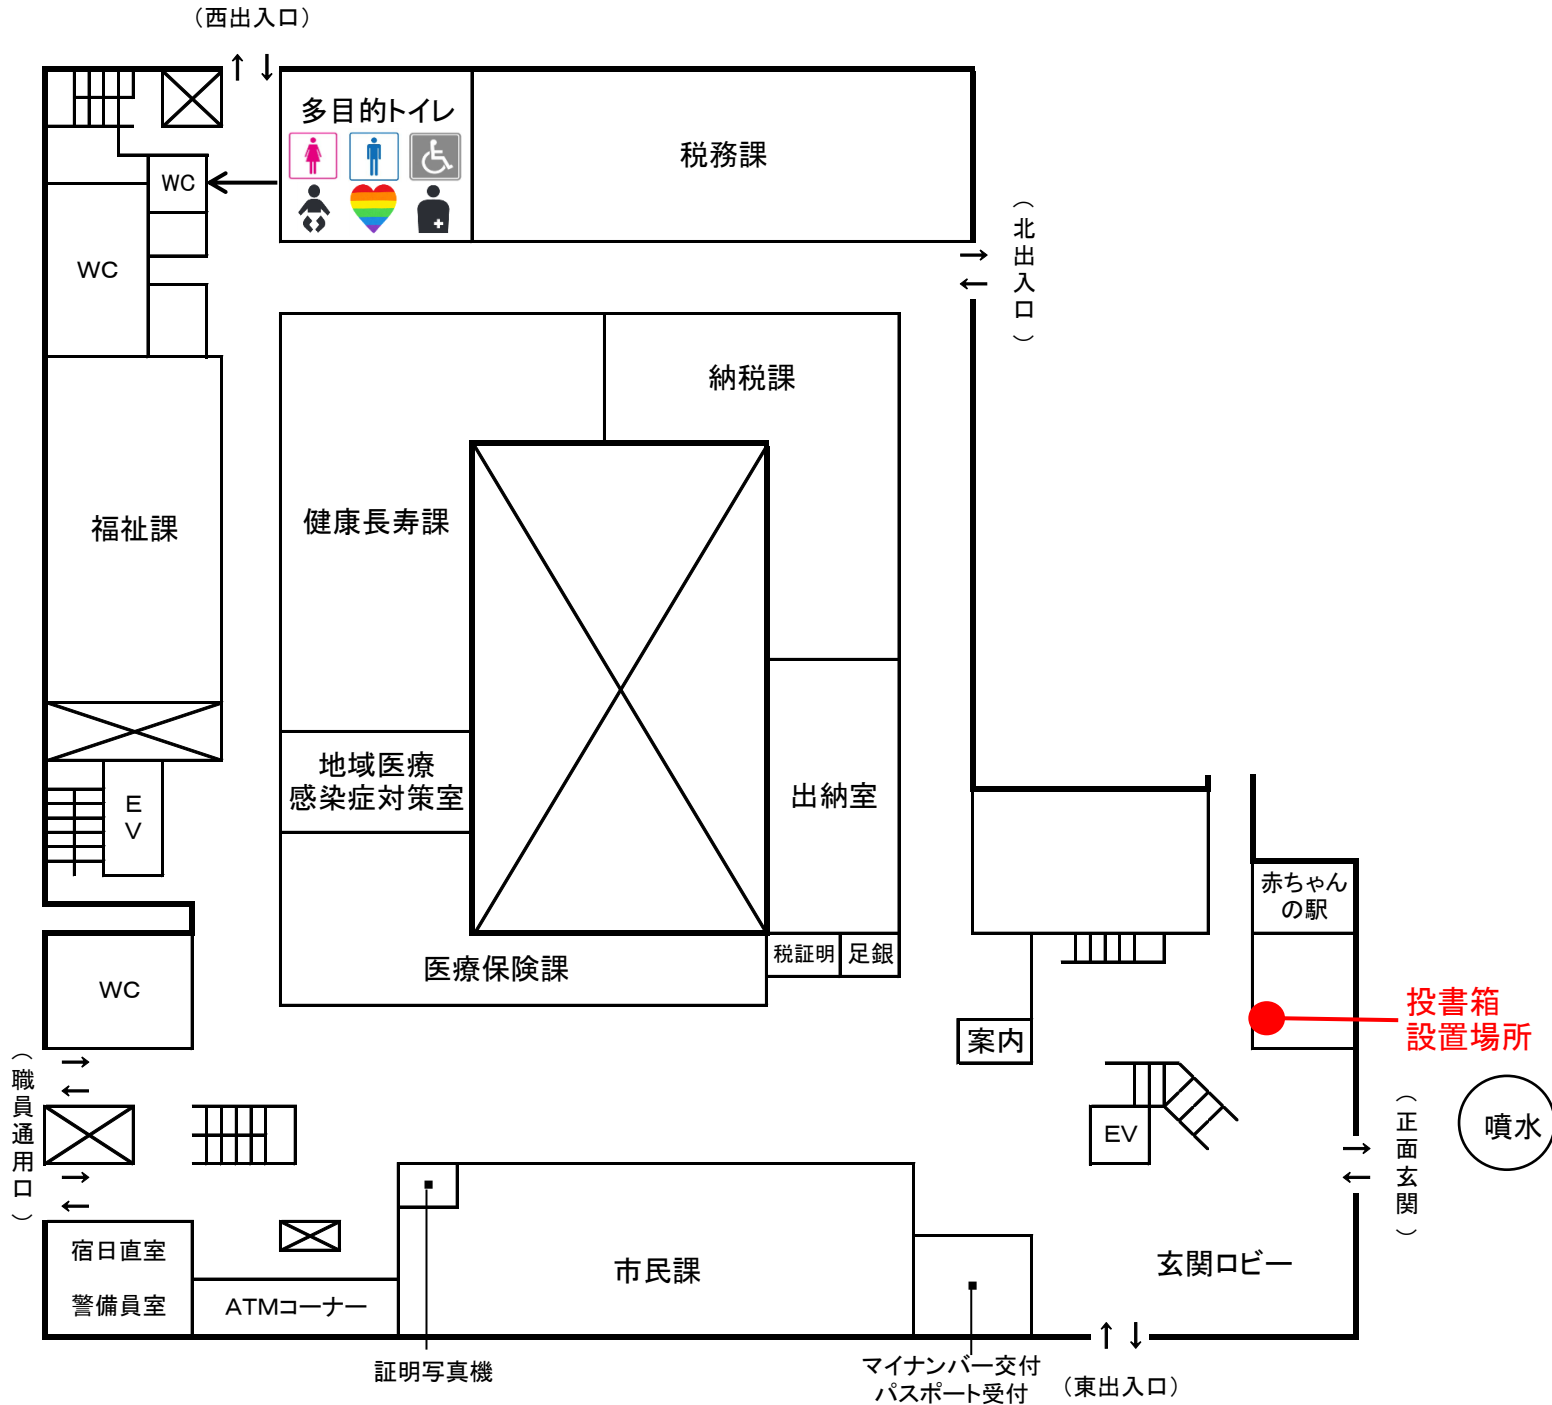 （西出入口）
多目的トイレ
税務課
WC
（北出入口）
WC
納税課
健康長寿課
福祉課
地域医療
感染症対策室
出納室
EV
赤ちゃん
の駅
税証明
足銀
医療保険課
WC
投書箱
設置場所
案内
（職員通用口）
（正面玄関）
噴水
EV
宿日直室
警備員室
ATMコーナー
市民課
玄関ロビー
証明写真機
マイナンバー交付
パスポート受付
（東出入口）